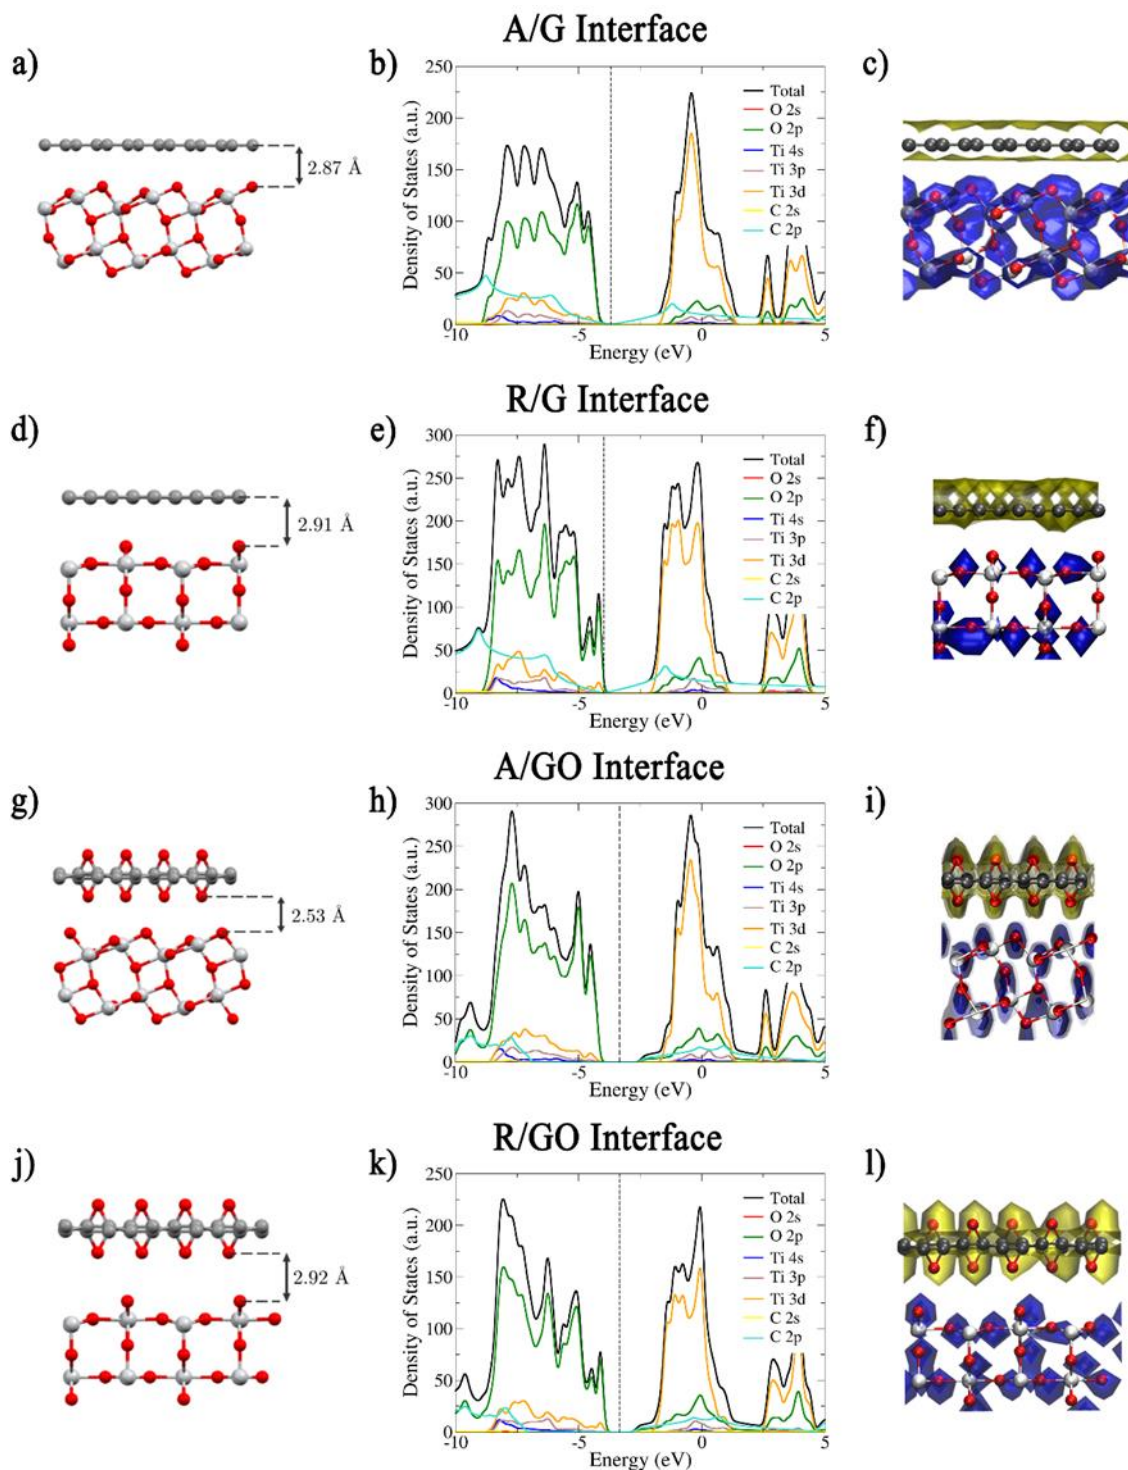 A/G Interface
a)
b)
c)
2.87 Å
250
200
150
100
50
0
Density of States (a.u.)
Total
O 2s
O 2p
Ti 4s
Ti 3p
Ti 3d
C 2s
C 2p
-10
-5
0
5
Energy (eV)
R/G Interface
d)
e)
f)
2.91 Å
300
250
200
150
100
50
0
Density of States (a.u.)
Total
O 2s
O 2p
Ti 4s
Ti 3p
Ti 3d
C 2s
C 2p
-10
-5
0
5
Energy (eV)
A/GO Interface
g)
h)
i)
2.53 Å
300
250
200
150
100
50
0
Density of States (a.u.)
Total
O 2s
O 2p
Ti 4s
Ti 3p
Ti 3d
C 2s
C 2p
-10
-5
0
5
Energy (eV)
R/GO Interface
j)
k)
l)
2.92 Å
250
200
150
100
50
0
Density of States (a.u.)
Total
O 2s
O 2p
Ti 4s
Ti 3p
Ti 3d
C 2s
C 2p
-10
-5
0
5
Energy (eV)